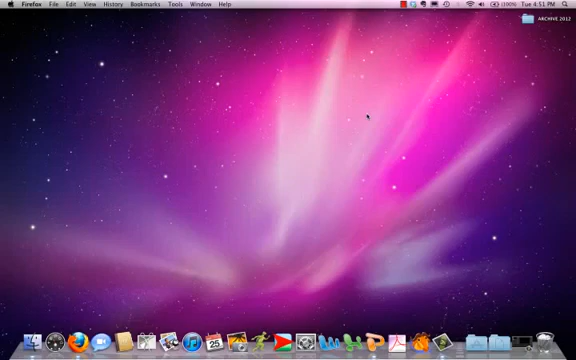 Firefox File Edit View History Bookmarks Tools Window Help (100%) Tue 4:51 PM
ARCHIVE 2012
25